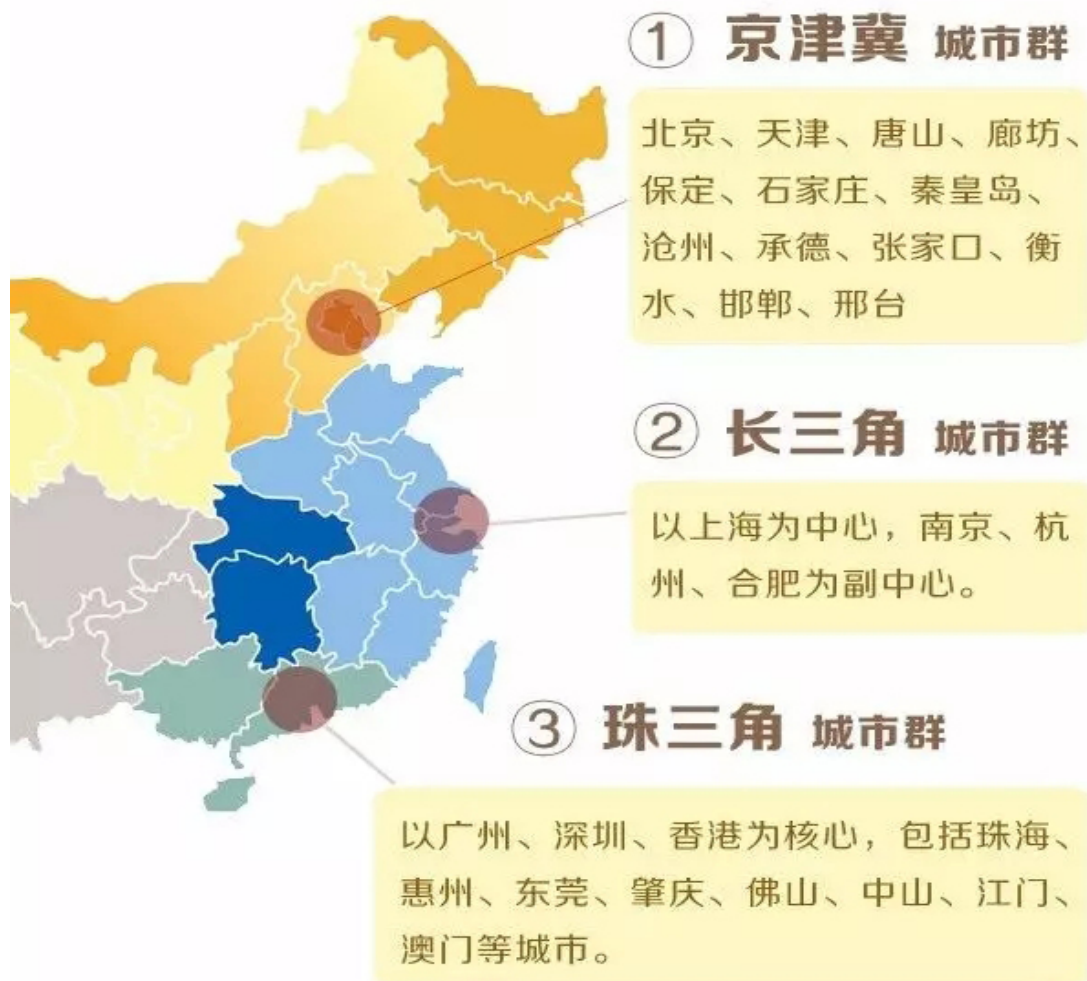 ① 京津冀 城市群
北京、天津、唐山、廊坊、
保定、石家庄、秦皇岛、
沧州、承德、张家口、衡
水、邯郸、邢台
② 长三角 城市群
以上海为中心，南京、杭
州、合肥为副中心。
③ 珠三角 城市群
以广州、深圳、香港为核心，包括珠海、
惠州、东莞、肇庆、佛山、中山、江门、
澳门等城市。